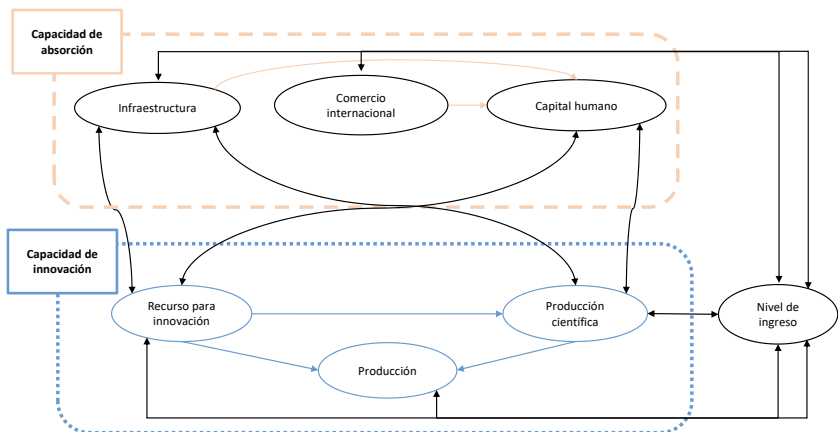 Capacidad de
absorción
Infraestructura
Comercio
internacional
Capital humano
Capacidad de
innovación
Recurso para
innovación
Producción
científica
Nivel de
ingreso
Producción